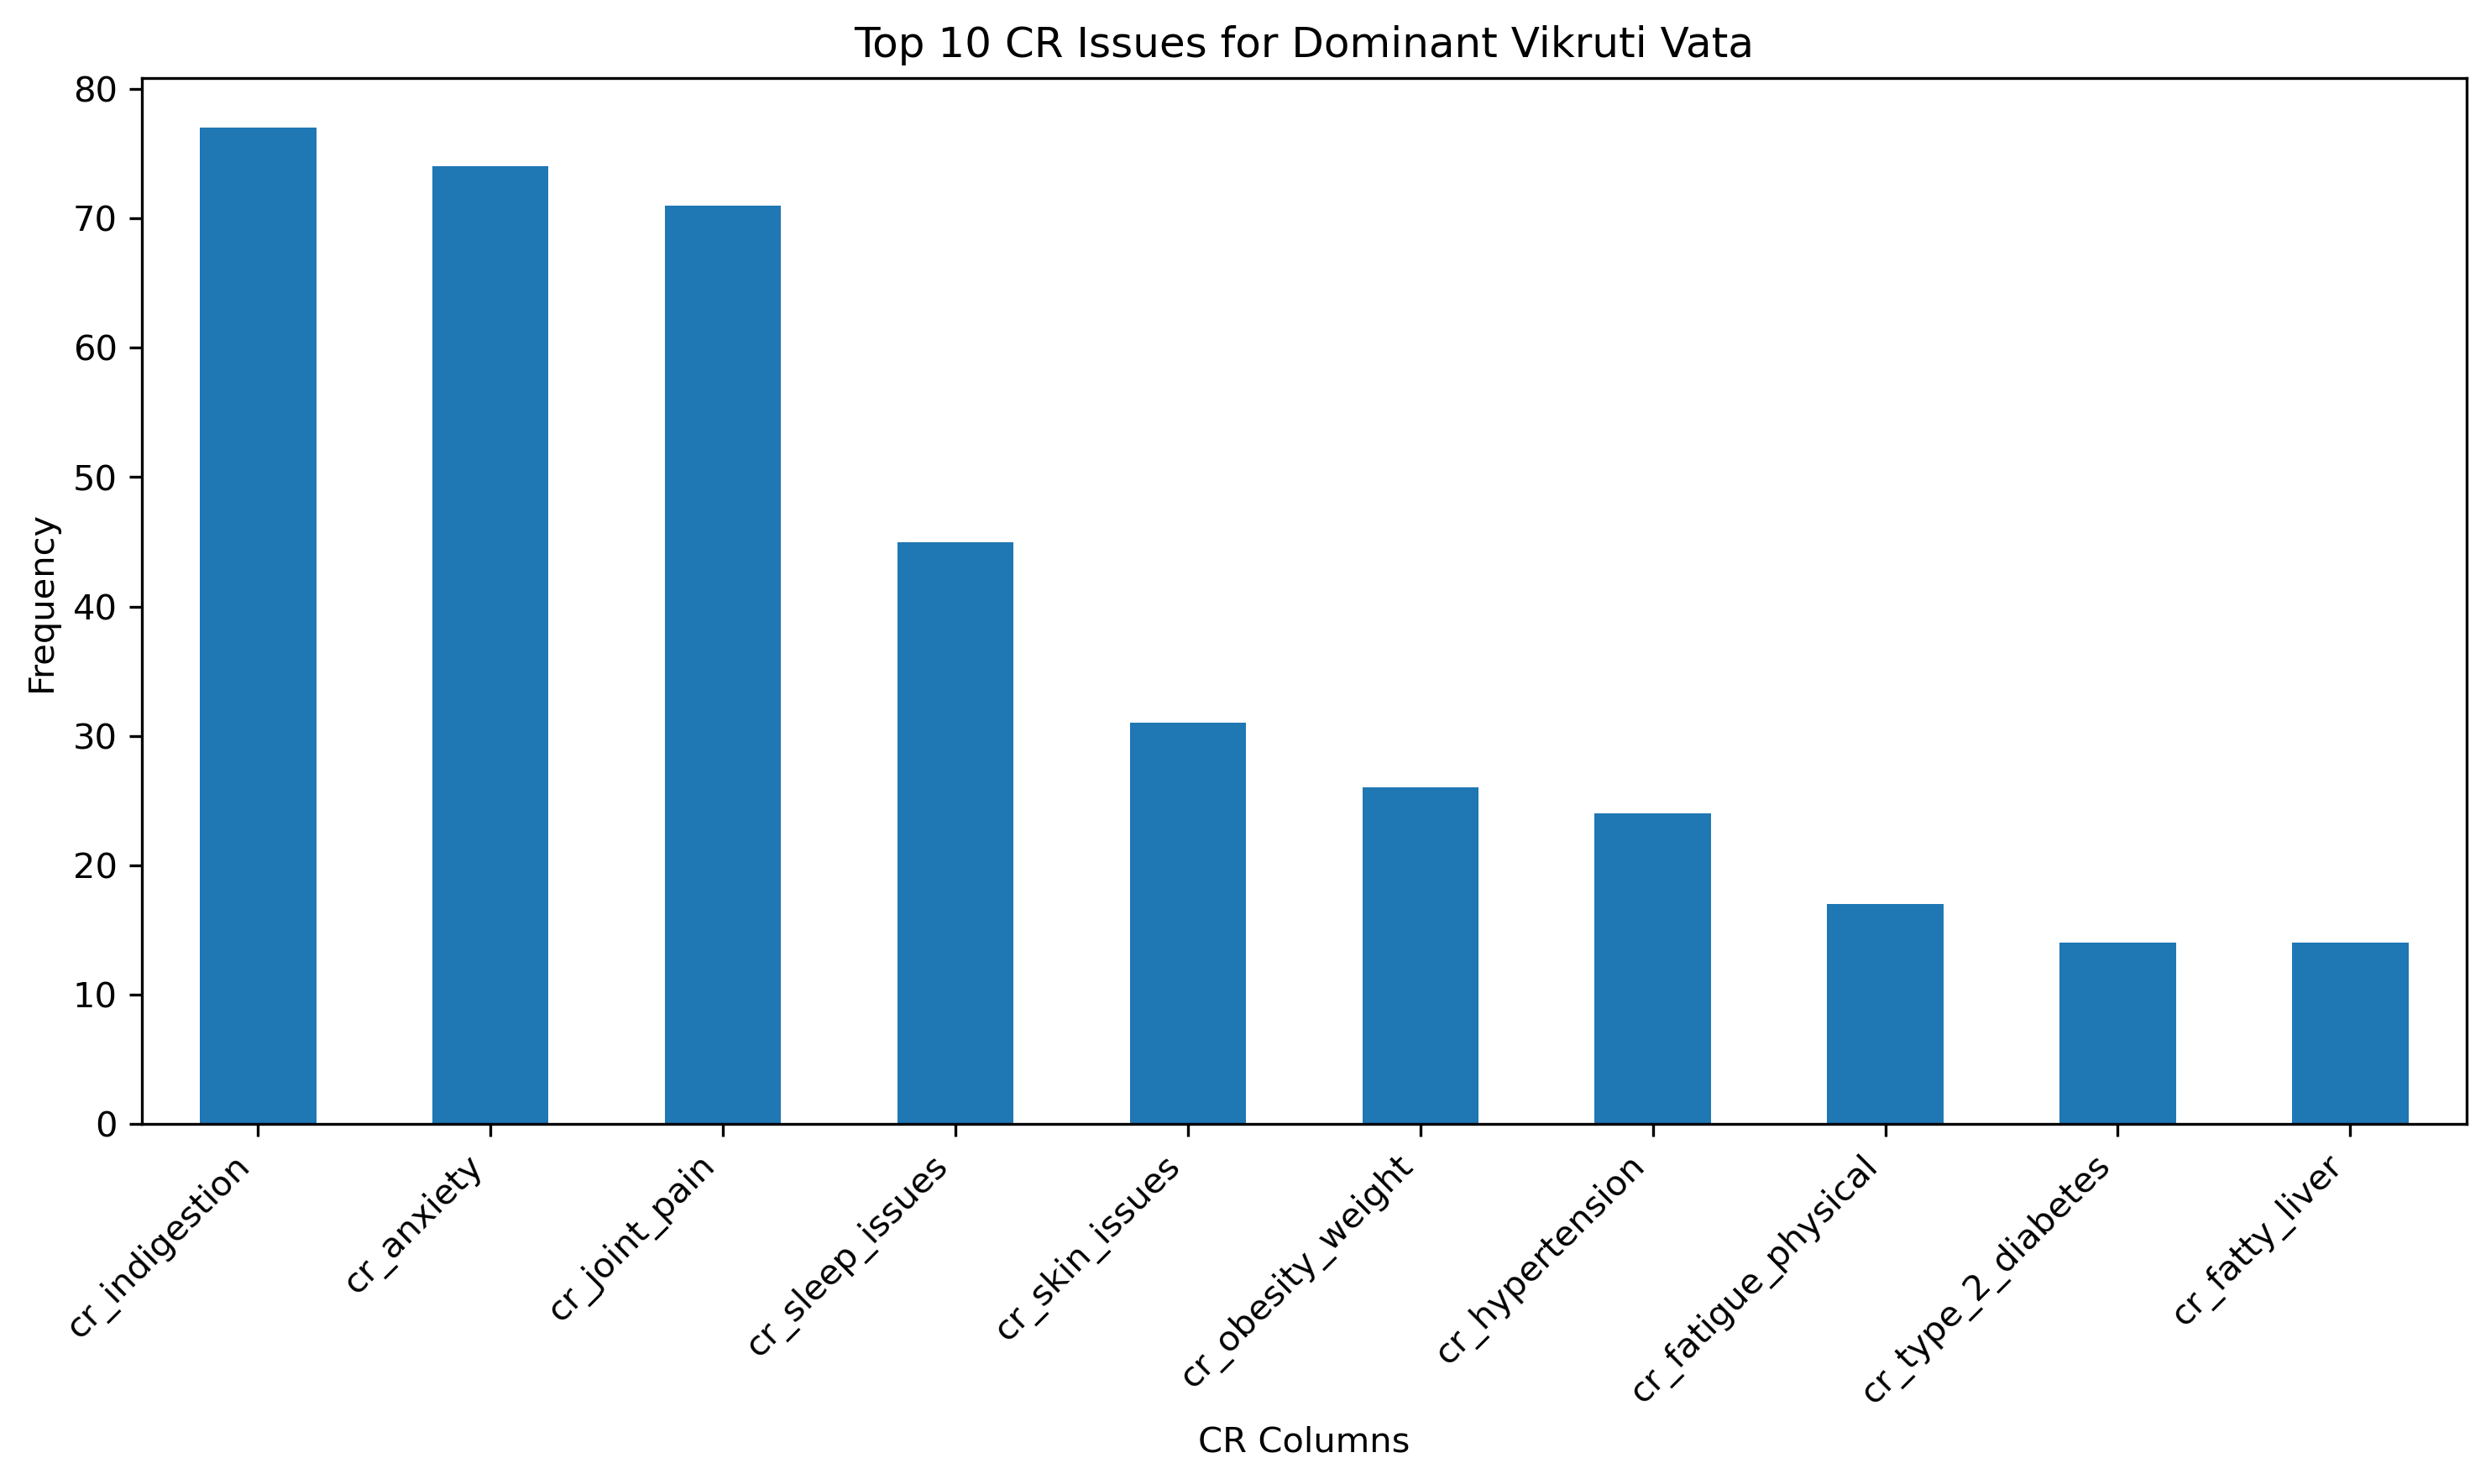 Top 10 CR Issues for Dominant Vikruti Vata
Frequency
80
70
60
50
40
30
20
10
0
cr_indigestion
cr_anxiety
cr_joint_pain
cr_sleep_issues
cr_skin_issues
cr_obesity_weight
cr_hypertension
cr_fatigue_physical
cr_type_2_diabetes
cr_fatty_liver
CR Columns